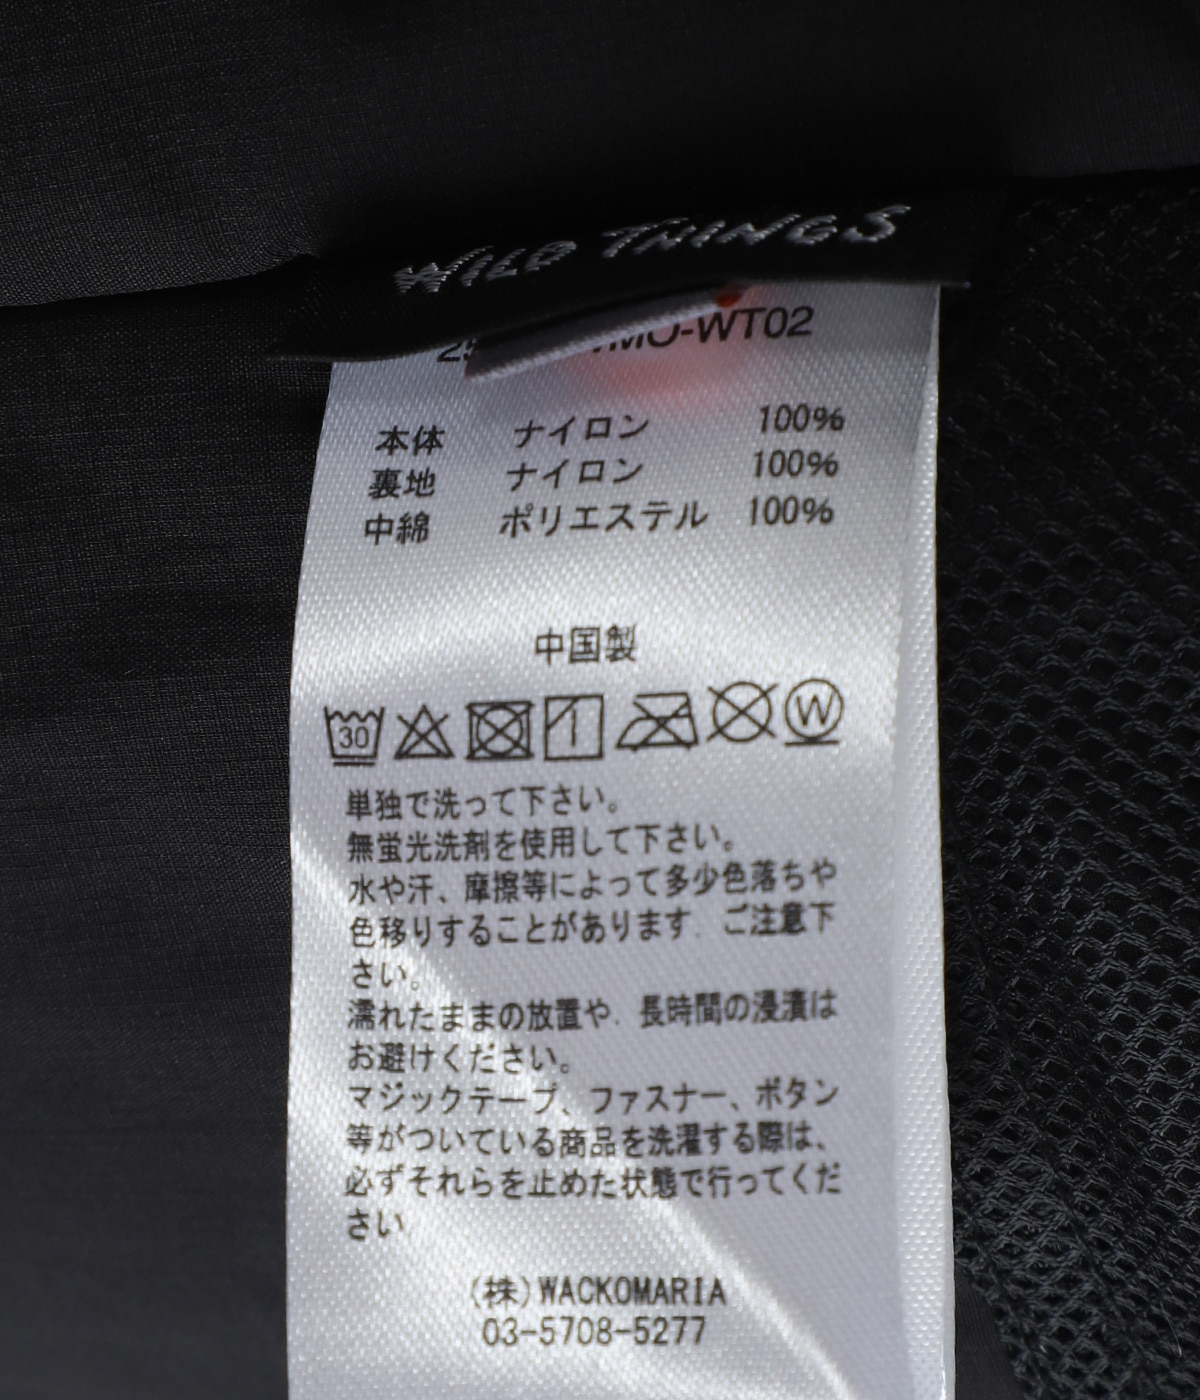 WILD THINGS
WT02
本体 ナイロン 100%
裏地 ナイロン 100%
中綿 ポリエステル 100%
中国製
30 W
単独で洗って下さい。
無蛍光洗剤を使用して下さい。
水や汗、摩擦等によって多少色落ちや
色移りすることがあります. ご注意下
さい。
濡れたままの放置や. 長時間の浸漬は
お避けください。
マジックテープ、ファスナー、ボタン
等がついている商品を洗濯する際は、
必ずそれらを止めた状態で行ってくだ
さい
(株)WACKOMARIA
03-5708-5277